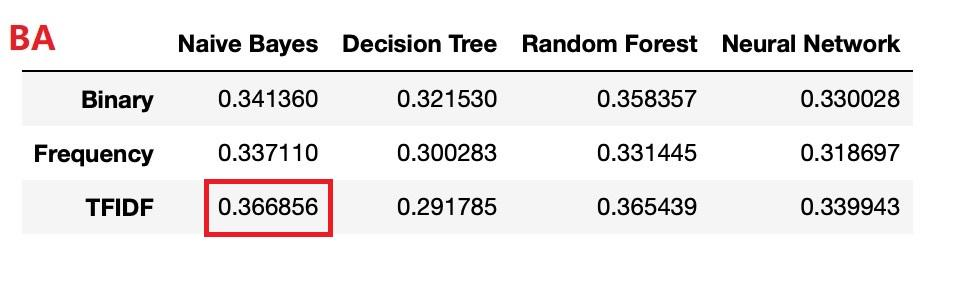 BA
Naive Bayes Decision Tree Random Forest Neural Network
Binary 0.341360 0.321530 0.358357 0.330028
Frequency 0.337110 0.300283 0.331445 0.318697
TFIDF 0.366856 0.291785 0.365439 0.339943